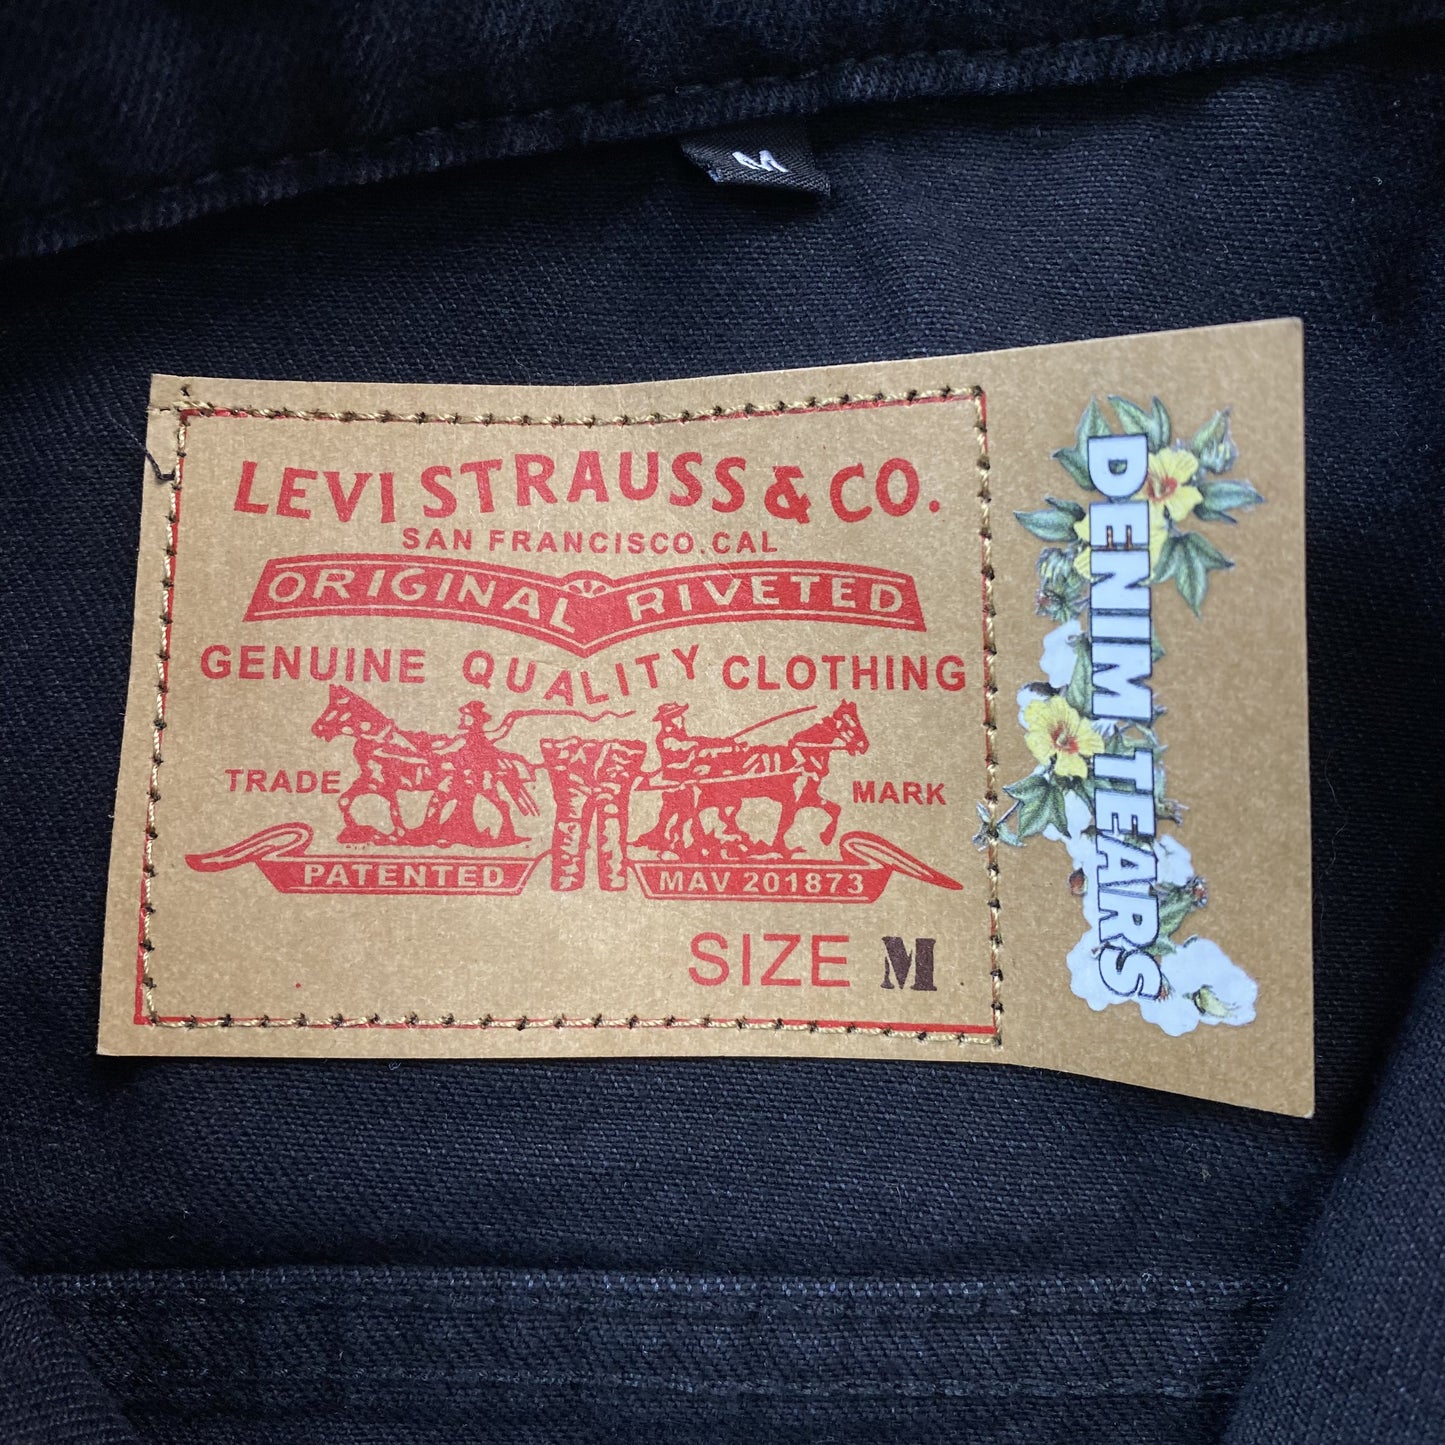 M
LEVI STRAUSS & CO.
SAN FRANCISCO.CAL
ORIGINAL RIVETED
GENUINE QUALITY CLOTHING
TRADE MARK
PATENTED MAV 201873
SIZE M
DENIM TEARS